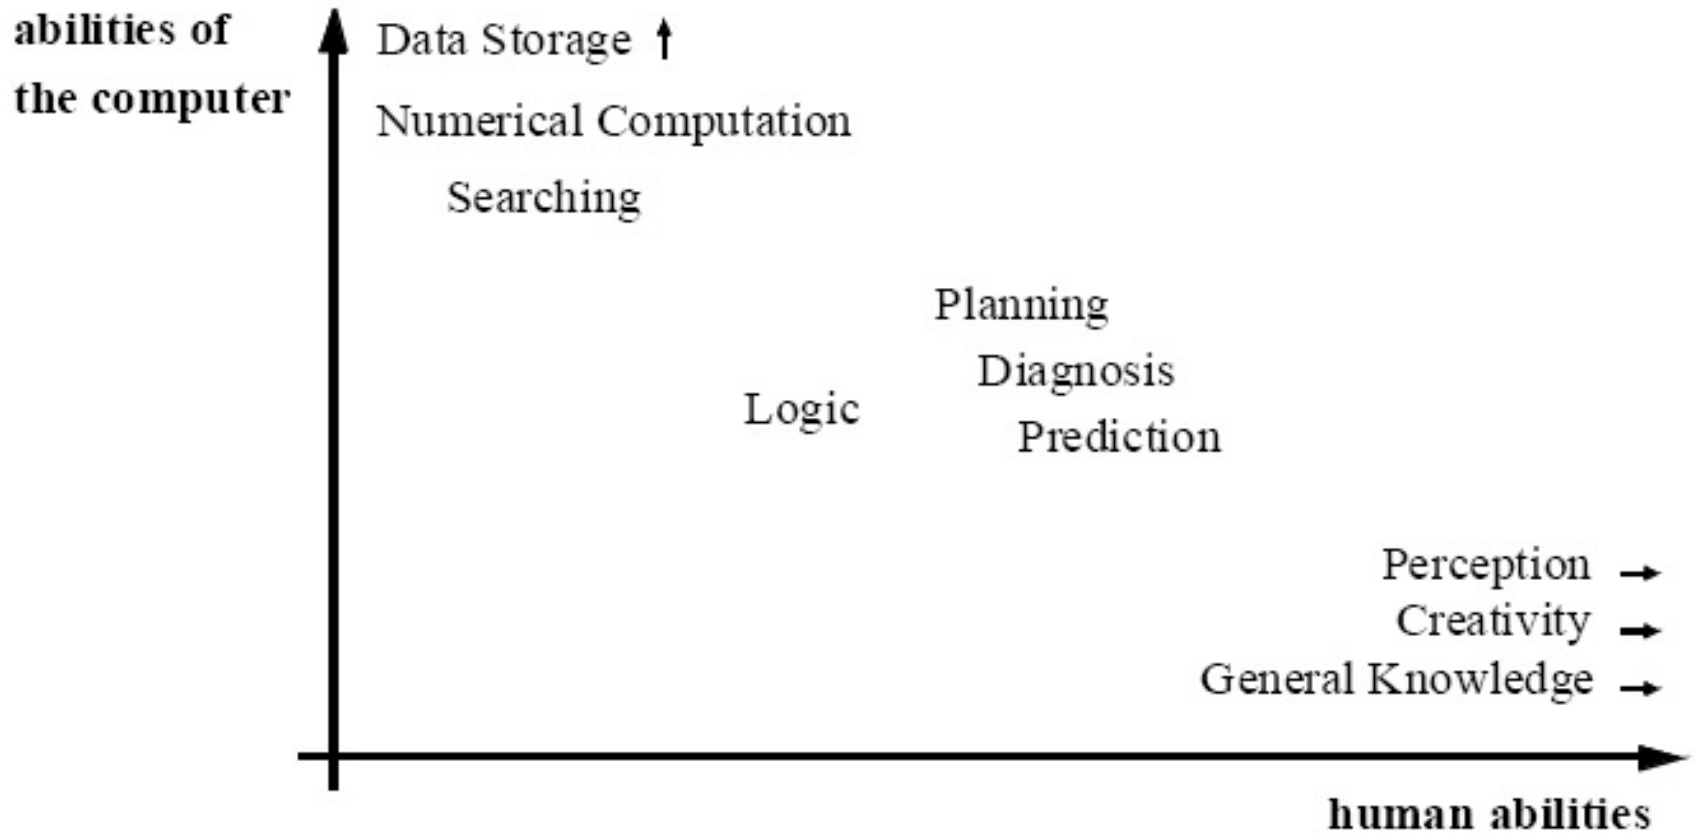 abilities of
the computer
Data Storage
Numerical Computation
Searching
Planning
Diagnosis
Logic
Prediction
Perception
Creativity
General Knowledge
human abilities